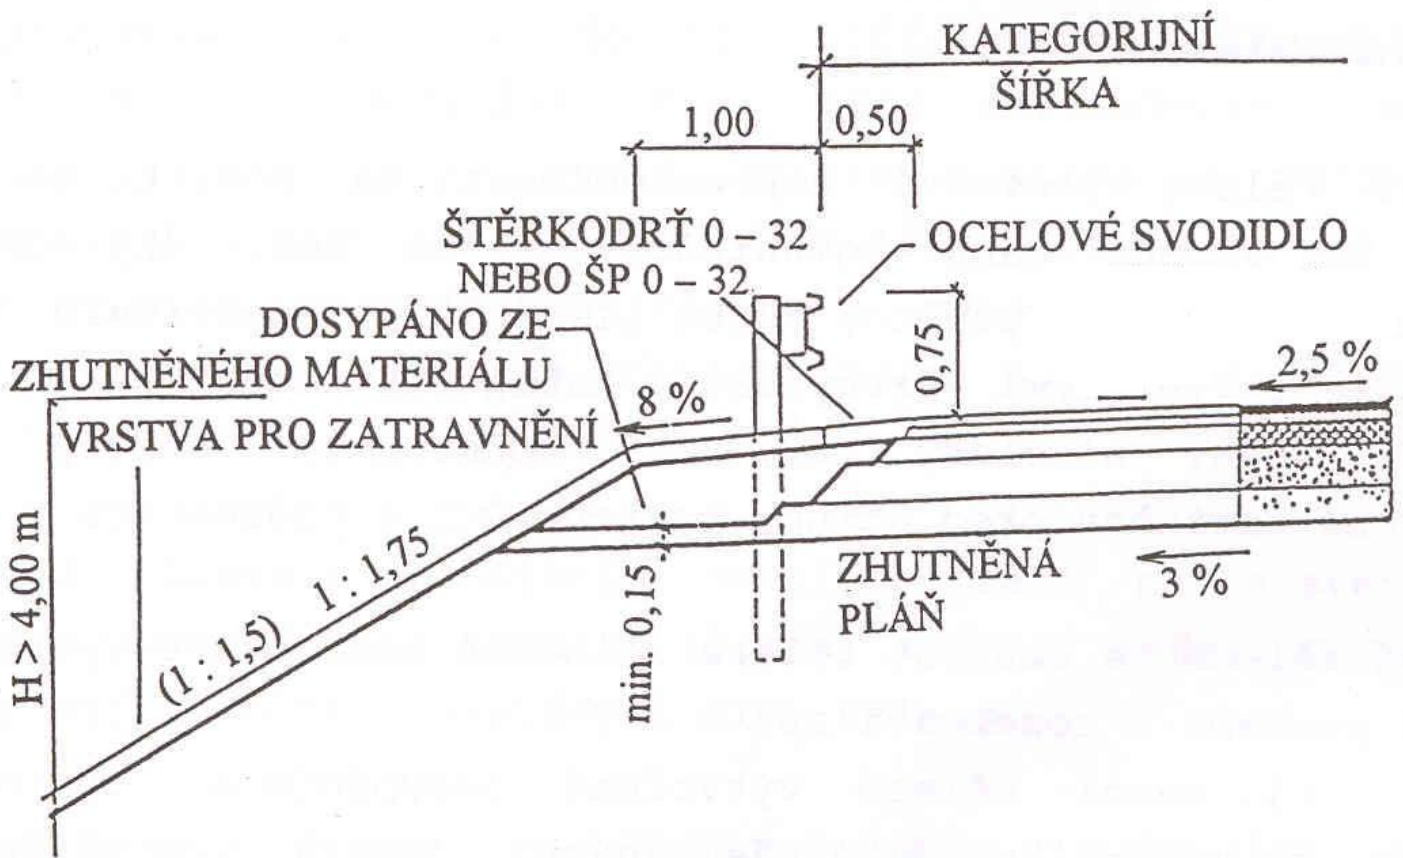 KATEGORIJNÍ
ŠÍŘKA
1,00
0,50
ŠTĚRKODRŤ 0 – 32
NEBO ŠP 0 – 32
OCELOVÉ SVODIDLO
DOSYPÁNO ZE
ZHUTNĚNÉHO MATERIÁLU
VRSTVA PRO ZATRAVNĚNÍ
8 %
0,75
2,5 %
H > 4,00 m
(1 : 1,5) 1 : 1,75
min. 0,15
ZHUTNĚNÁ
PLÁŇ
3 %